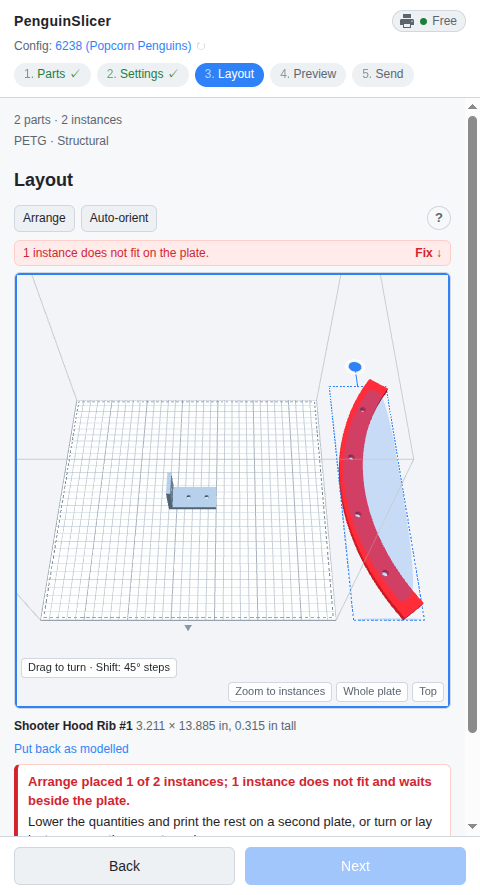 PenguinSlicer
Free
Config: 6238 (Popcorn Penguins)
1. Parts ✓
2. Settings ✓
3. Layout
4. Preview
5. Send
2 parts · 2 instances
PETG · Structural
Layout
Arrange
Auto-orient
?
1 instance does not fit on the plate.
Fix ↓
Drag to turn · Shift: 45° steps
Zoom to instances
Whole plate
Top
Shooter Hood Rib #1 3.211 × 13.885 in, 0.315 in tall
Put back as modelled
Arrange placed 1 of 2 instances; 1 instance does not fit and waits
beside the plate.
Lower the quantities and print the rest on a second plate, or turn or lay
Back
Next